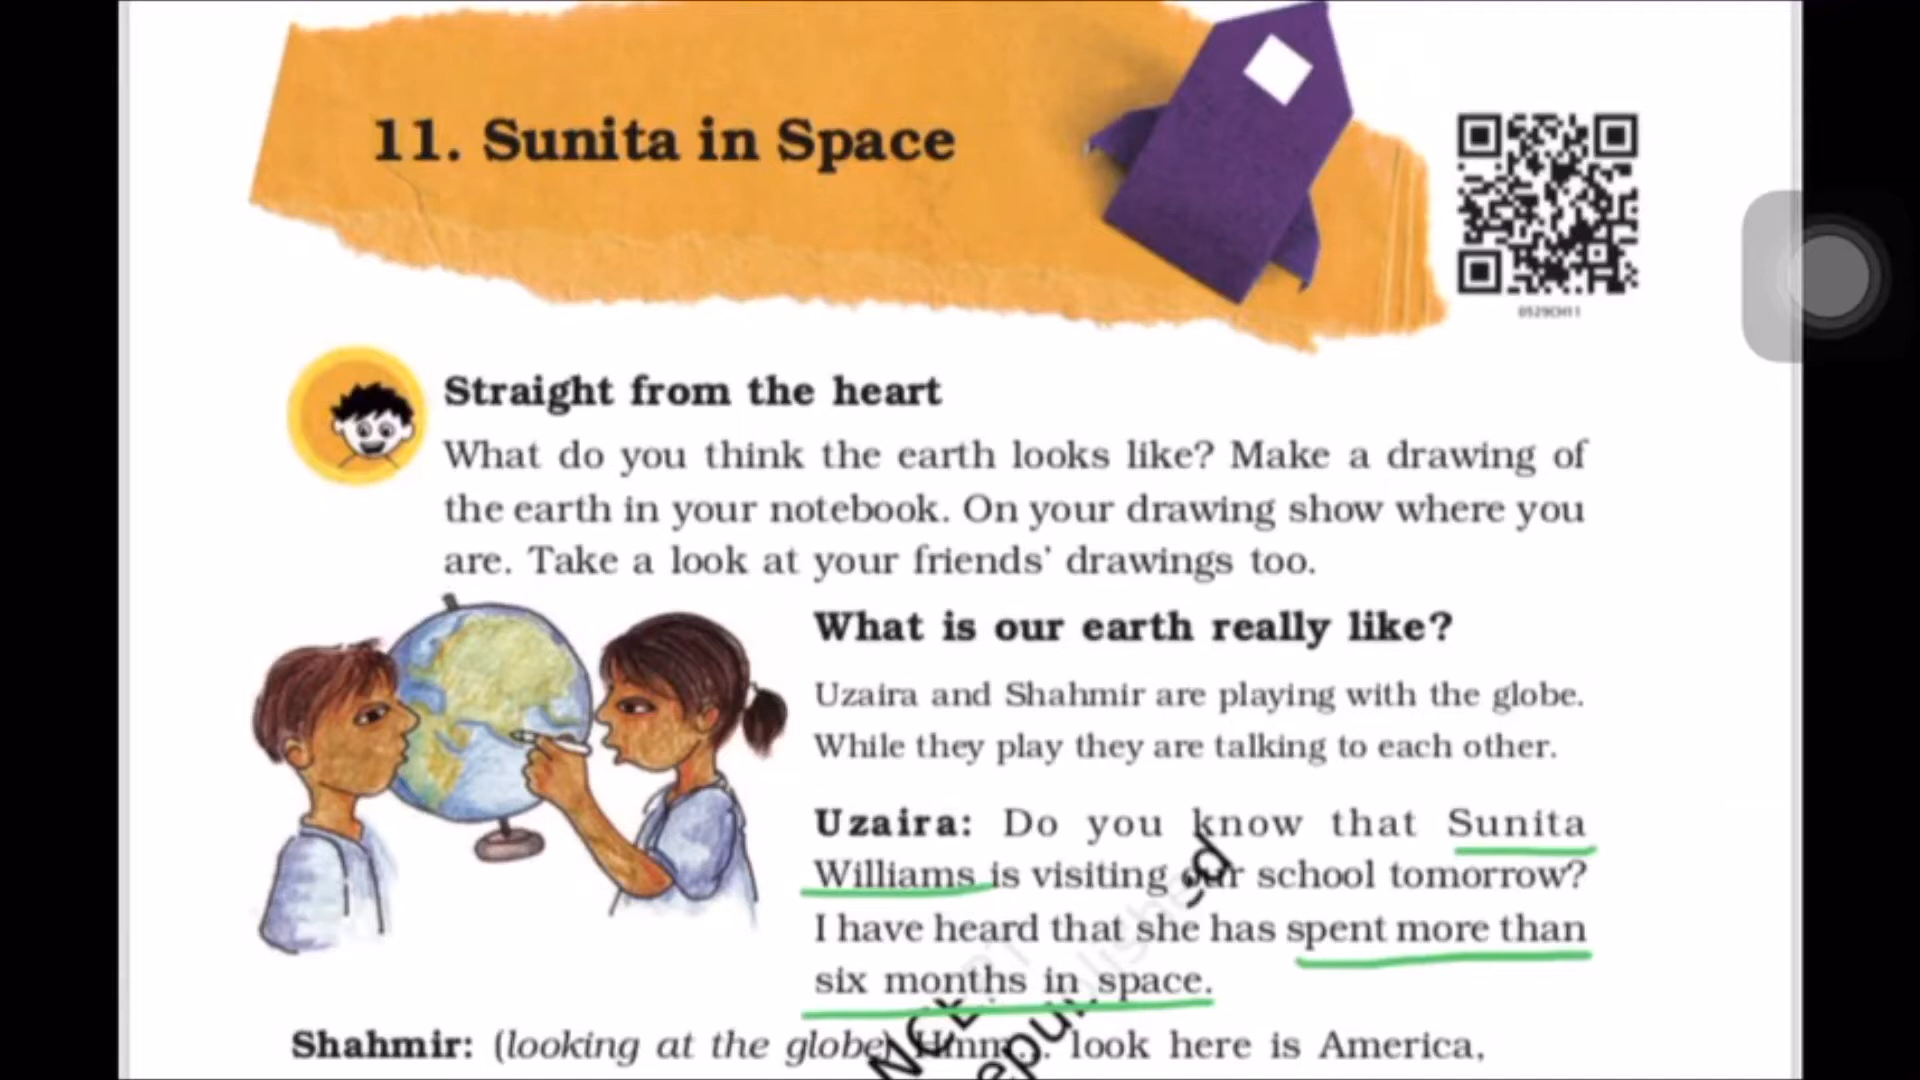 11. Sunita in Space
0529CH11
Straight from the heart
What do you think the earth looks like? Make a drawing of
the earth in your notebook. On your drawing show where you
are. Take a look at your friends' drawings too.
What is our earth really like?
Uzaira and Shahmir are playing with the globe.
While they play they are talking to each other.
Uzaira: Do you know that Sunita
Williams is visiting our school tomorrow?
I have heard that she has spent more than
six months in space.
Shahmir: (looking at the globe) Hmm... look here is America,